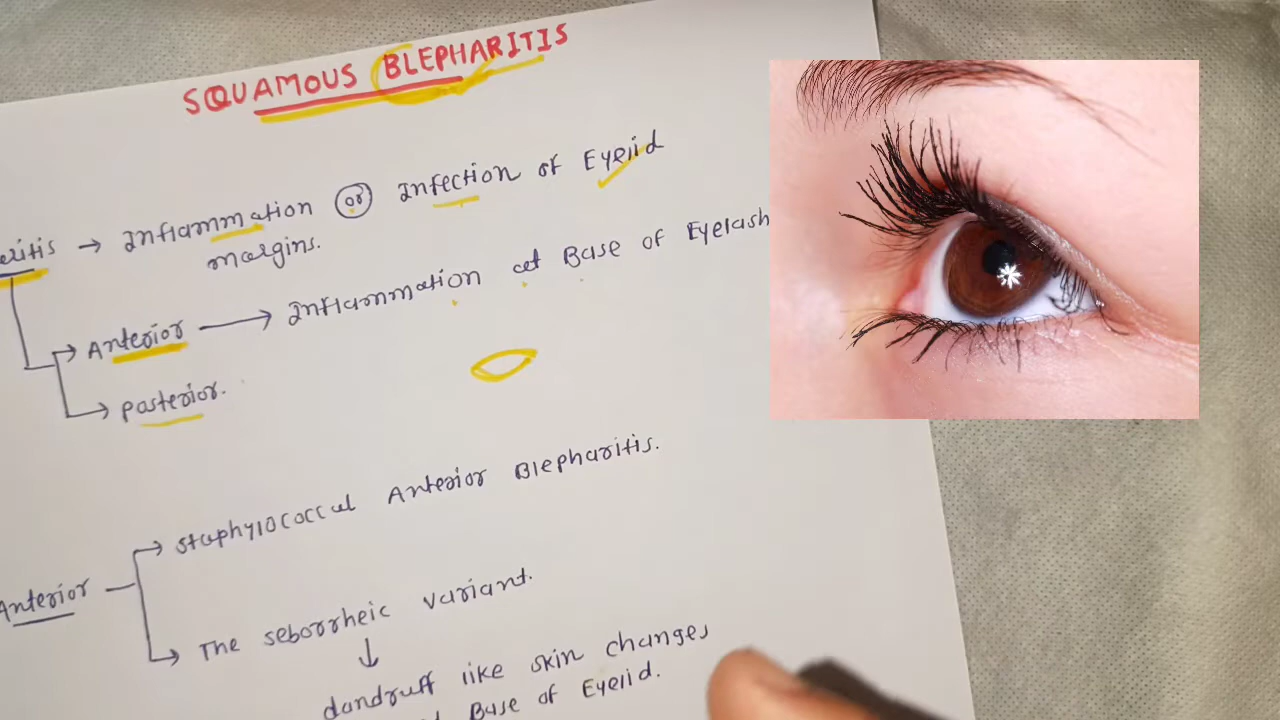 SQUAMOUS BLEPHARITIS
eritis → Inflammation or Infection of Eyelid
margins.
Anterior → Inflammation at Base of Eyelash
Posterior.
Staphylococcal Anterior Blepharitis.
Anterior
The seborrheic variant.
dandruff like skin changes
Base of Eyelid.